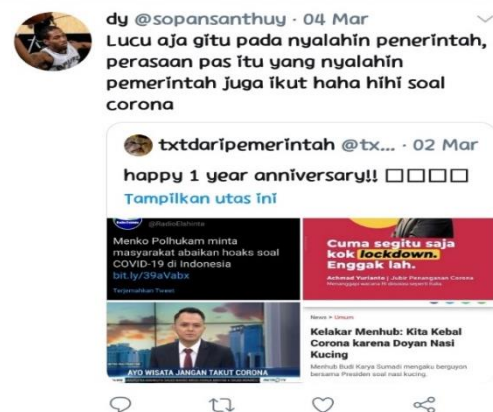 dy @sopansanthuy · 04 Mar
Lucu aja gitu pada nyalahin penerintah,
perasaan pas itu yang nyalahin
pemerintah juga ikut haha hihi soal
corona
txtdaripemerintah @tx... · 02 Mar
happy 1 year anniversary!! □□□□
Tampilkan utas ini
@RadioElshinta
Menko Polhukam minta
masyarakat abaikan hoaks soal
COVID-19 di Indonesia
bit.ly/39aVabx
Terjemahkan Tweet
Cuma segitu saja
kok lockdown.
Enggak lah.
Achmad Yurianto | Jubir Penanganan Corona
AYO WISATA JANGAN TAKUT CORONA
News > Umum
Kelakar Menhub: Kita Kebal
Corona karena Doyan Nasi
Kucing
Menhub Budi Karya Sumadi mengaku berguyon
bersama Presiden soal nasi kucing.